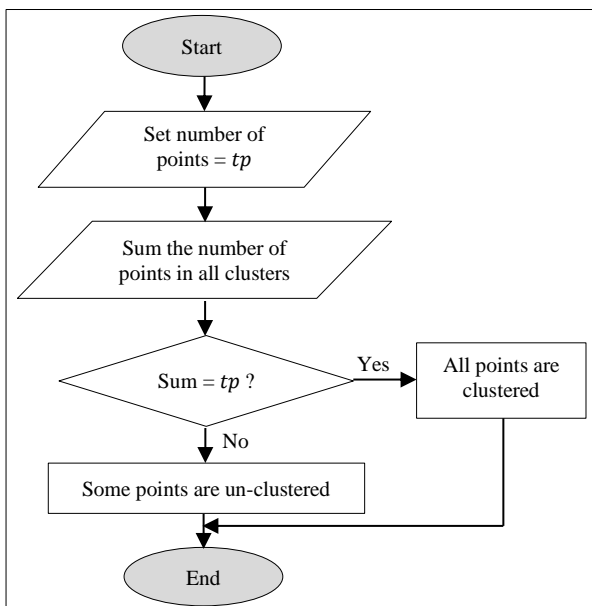 Start
Set number of
points = tp
Sum the number of
points in all clusters
Sum = tp ?
Yes
All points are
clustered
No
Some points are un-clustered
End